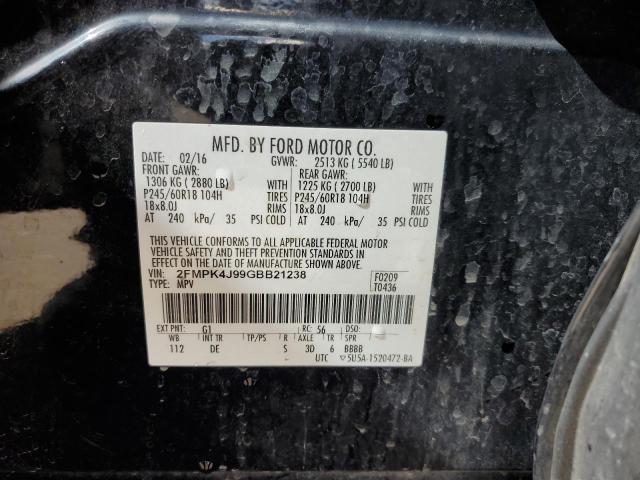 MFD. BY FORD MOTOR CO.
DATE: 02/16 GVWR: 2513 KG ( 5540 LB)
FRONT GAWR: REAR GAWR:
1306 KG ( 2880 LB) WITH 1225 KG ( 2700 LB) WITH
P245/60R18 104H TIRES P245/60R18 104H TIRES
18x8.0J RIMS 18x8.0J RIMS
AT 240 kPa/ 35 PSI COLD AT 240 kPa/ 35 PSI COLD
THIS VEHICLE CONFORMS TO ALL APPLICABLE FEDERAL MOTOR
VEHICLE SAFETY AND THEFT PREVENTION STANDARDS IN
EFFECT ON THE DATE OF MANUFACTURE SHOWN ABOVE.
VIN: 2FMPK4J99GBB21238 F0209
TYPE: MPV T0436
EXT PNT: G1 RC: 56 DSO:
WB INT TR TP/PS R AXLE TR SPR
112 DE S 3D 6 BBBB
UTC ▽5U5A-1520472-BA